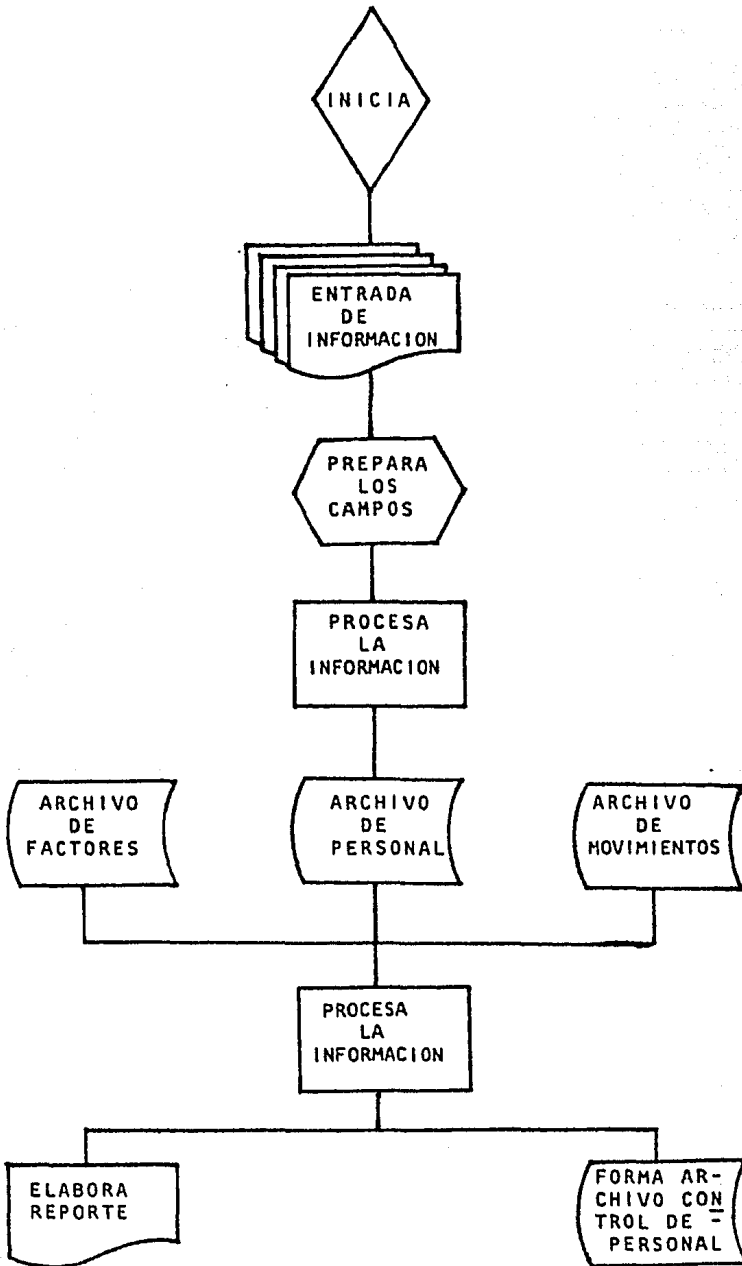 INICIA
ENTRADA
DE
INFORMACION
PREPARA
LOS
CAMPOS
PROCESA
LA
INFORMACION
ARCHIVO
DE
FACTORES
ARCHIVO
DE
PERSONAL
ARCHIVO
DE
MOVIMIENTOS
PROCESA
LA
INFORMACION
ELABORA
REPORTE
FORMA AR-
CHIVO CON
TROL DE -
PERSONAL